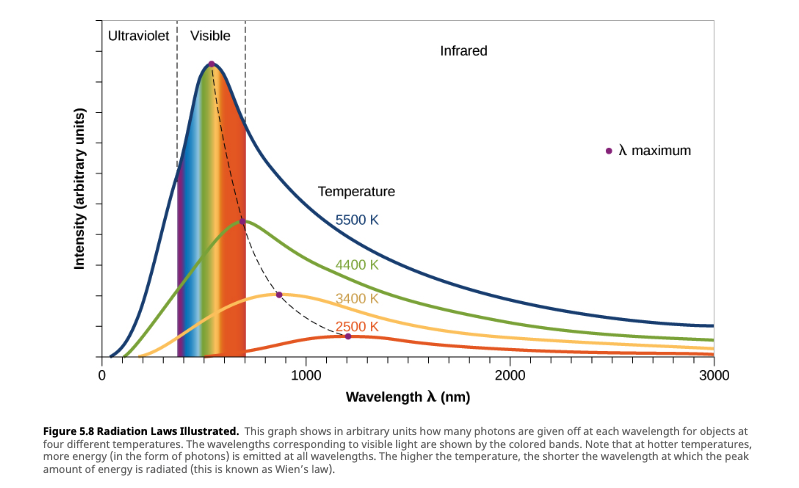 Ultraviolet
Visible
Infrared
λ maximum
Temperature
5500 K
4400 K
3400 K
2500 K
Intensity (arbitrary units)
0
1000
2000
3000
Wavelength λ (nm)
Figure 5.8 Radiation Laws Illustrated. This graph shows in arbitrary units how many photons are given off at each wavelength for objects at
four different temperatures. The wavelengths corresponding to visible light are shown by the colored bands. Note that at hotter temperatures,
more energy (in the form of photons) is emitted at all wavelengths. The higher the temperature, the shorter the wavelength at which the peak
amount of energy is radiated (this is known as Wien’s law).